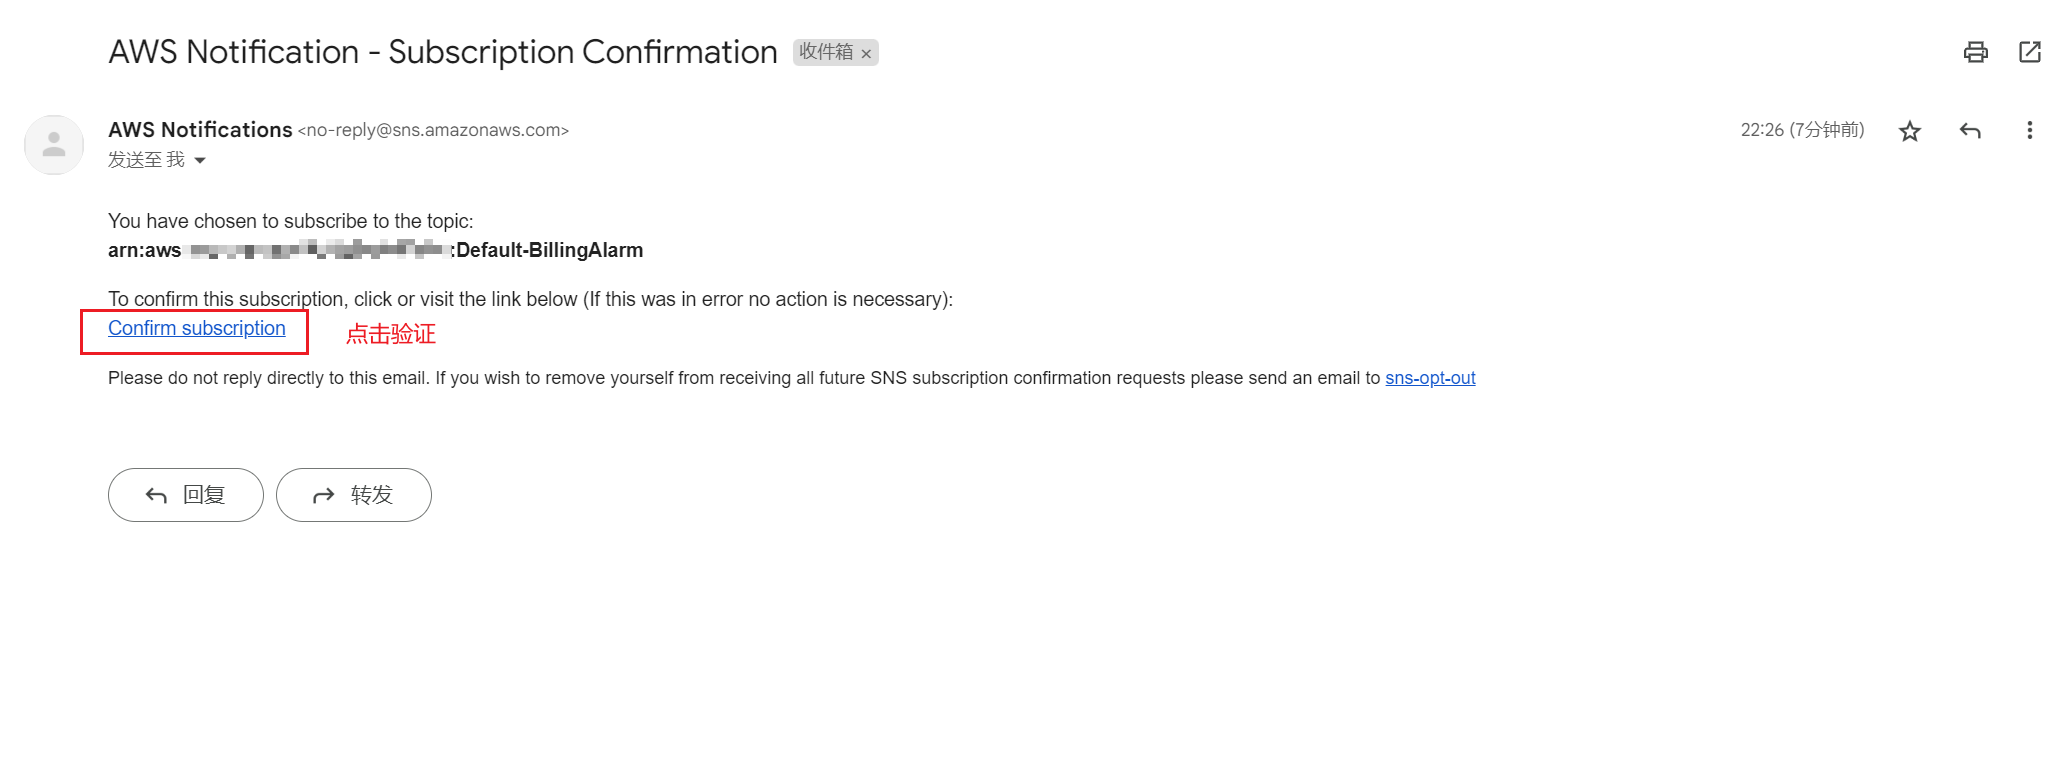 AWS Notification - Subscription Confirmation 收件箱 ×
AWS Notifications <no-reply@sns.amazonaws.com> 22:26 (7分钟前)
发送至 我
You have chosen to subscribe to the topic:
arn:aws :Default-BillingAlarm
To confirm this subscription, click or visit the link below (If this was in error no action is necessary):
Confirm subscription 点击验证
Please do not reply directly to this email. If you wish to remove yourself from receiving all future SNS subscription confirmation requests please send an email to sns-opt-out
回复 转发